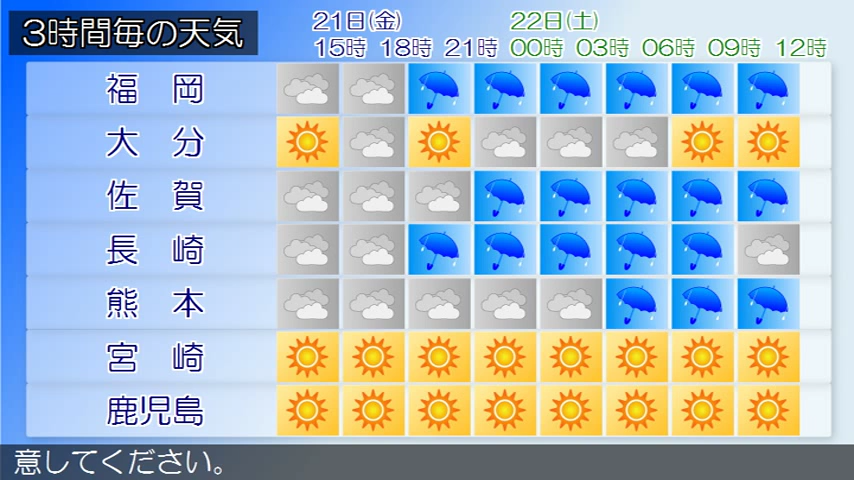 3時間毎の天気
21日(金) 22日(土)
15時 18時 21時 00時 03時 06時 09時 12時
福岡
大分
佐賀
長崎
熊本
宮崎
鹿児島
意してください。